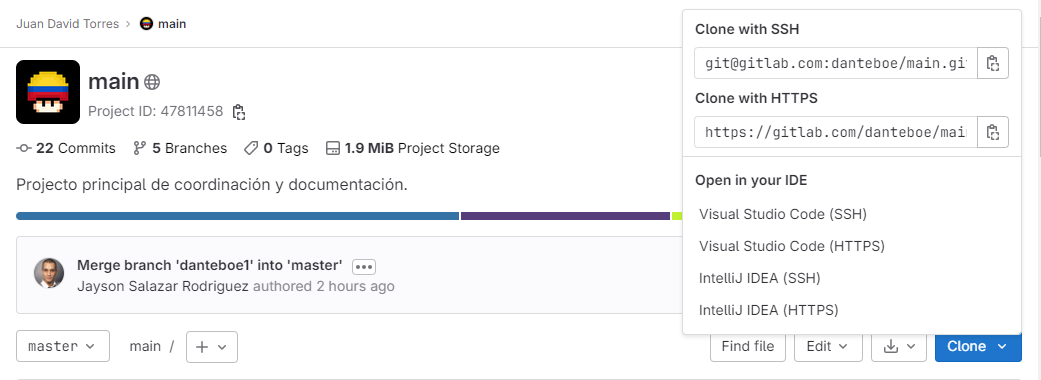 Juan David Torres › main
main
Project ID: 47811458
22 Commits 5 Branches 0 Tags 1.9 MiB Project Storage
Projecto principal de coordinación y documentación.
Merge branch 'danteboe1' into 'master'
Jayson Salazar Rodriguez authored 2 hours ago
master main / +
Find file Edit Clone
Clone with SSH
git@gitlab.com:danteboe/main.git
Clone with HTTPS
https://gitlab.com/danteboe/mai
Open in your IDE
Visual Studio Code (SSH)
Visual Studio Code (HTTPS)
IntelliJ IDEA (SSH)
IntelliJ IDEA (HTTPS)